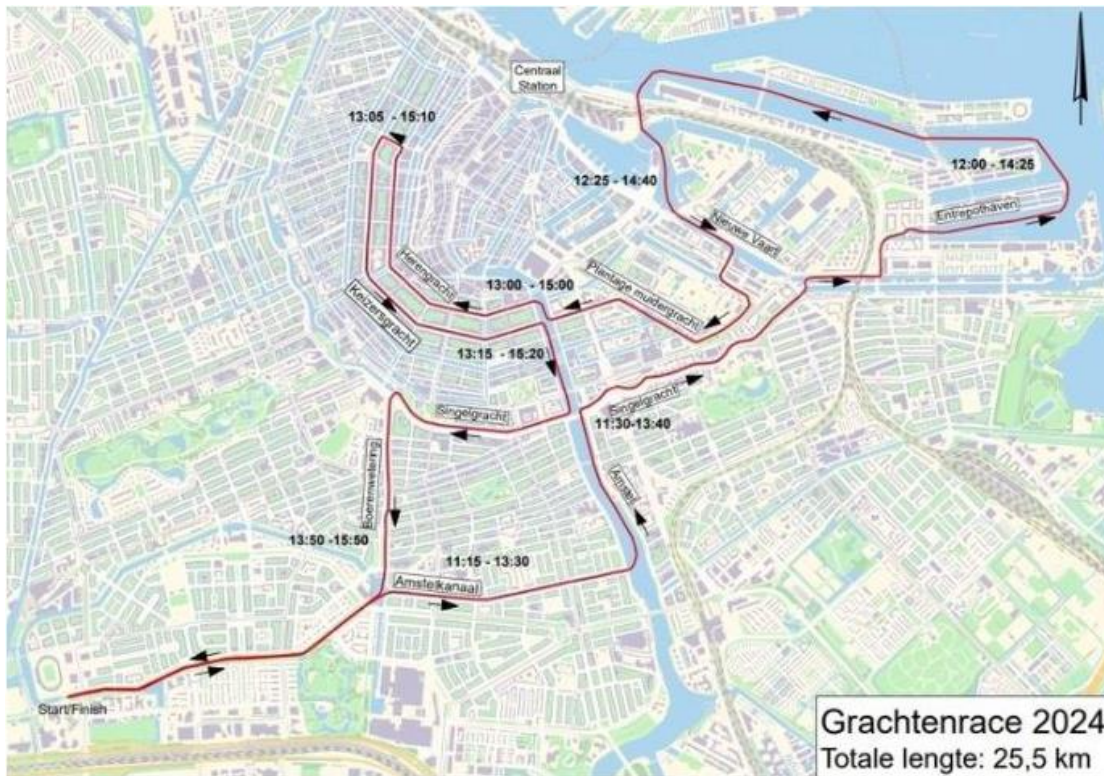 Centraal
Station
13:05 - 15:10
12:25 - 14:40
12:00 - 14:25
Entrepothaven
Nieuwe Vaart
Herengracht
13:00 - 15:00
Plantage muidergracht
Keizersgracht
13:15 - 15:20
Singelgracht
Singelgracht
11:30-13:40
Boerenwetering
Amstel
13:50 -15:50
11:15 - 13:30
Amstelkanaal
Start/Finish
Grachtenrace 2024
Totale lengte: 25,5 km